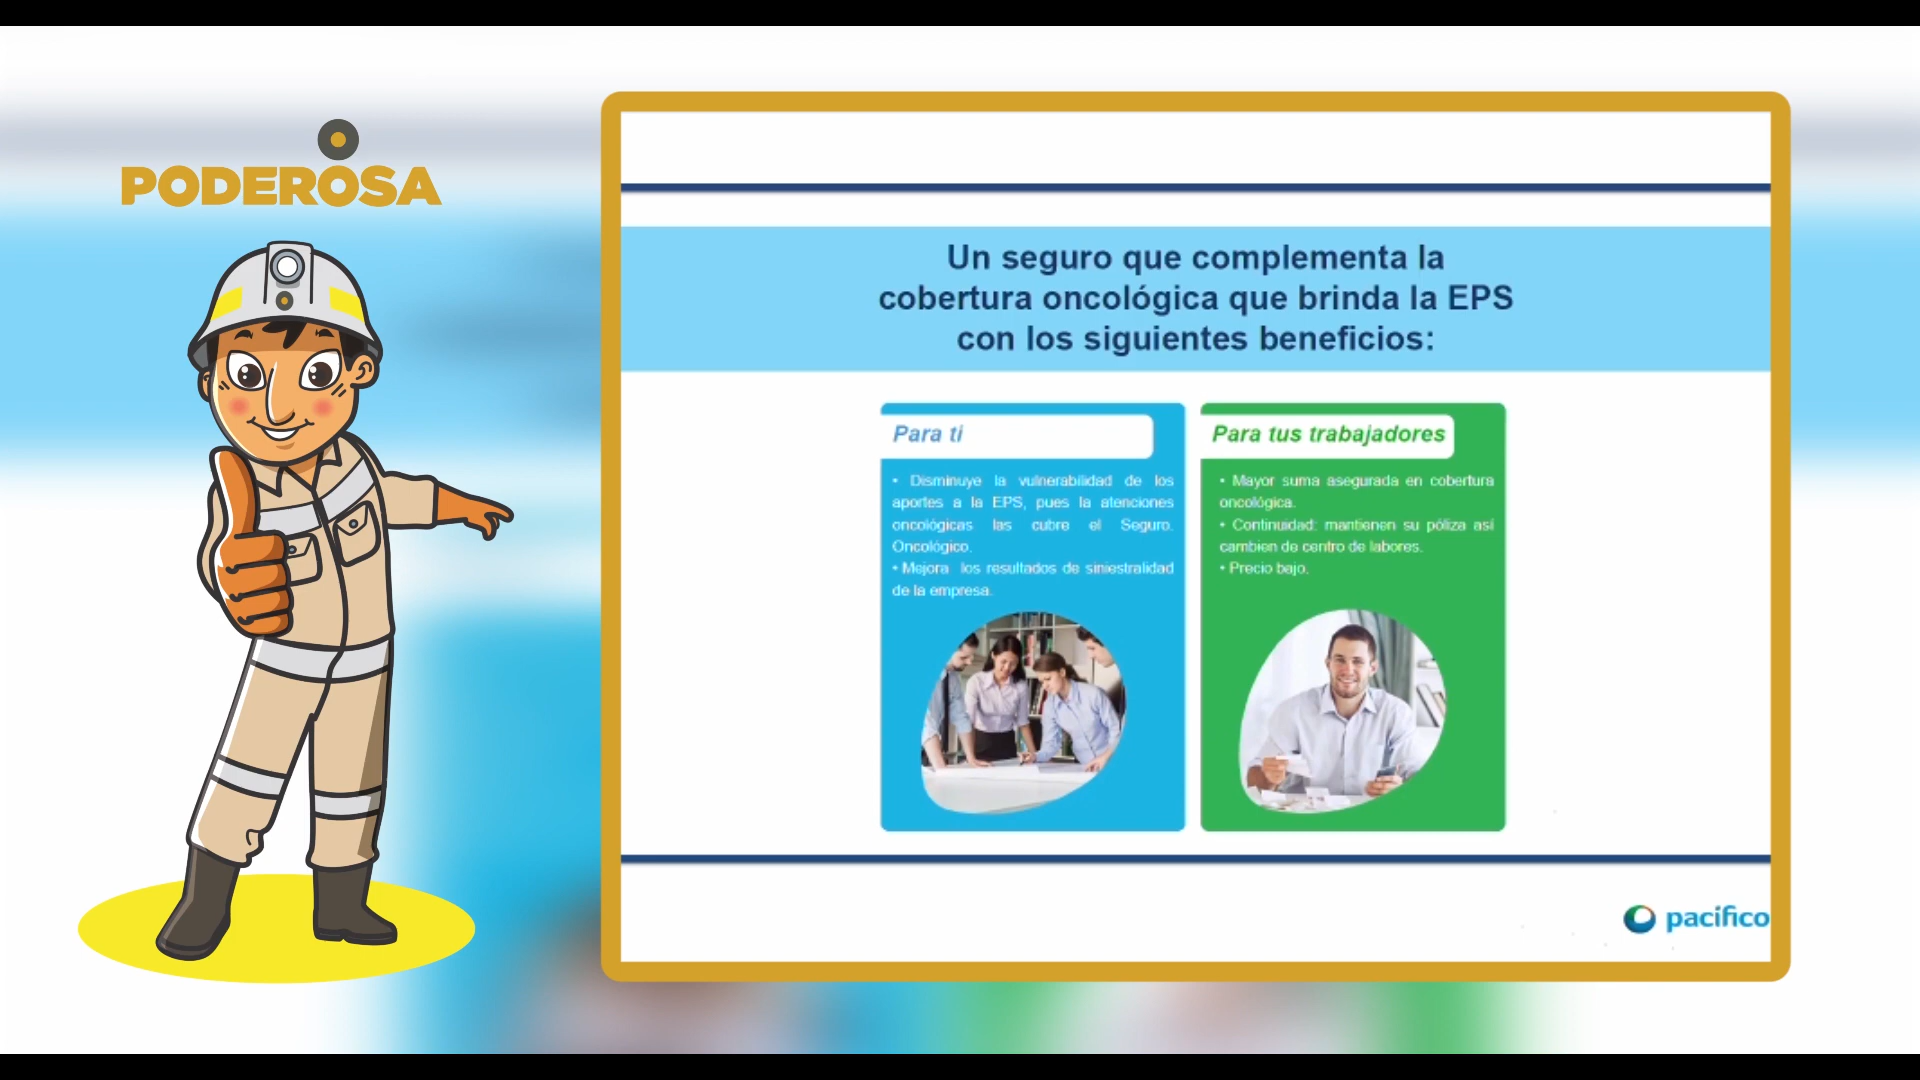 PODEROSA
Un seguro que complementa la
cobertura oncológica que brinda la EPS
con los siguientes beneficios:
Para ti
• Disminuye la vulnerabilidad de los
aportes a la EPS, pues la atenciones
oncológicas las cubre el Seguro.
Oncológico.
• Mejora los resultados de siniestralidad
de la empresa.
Para tus trabajadores
• Mayor suma asegurada en cobertura
oncológica.
• Continuidad: mantienen su póliza así
cambien de centro de labores.
• Precio bajo.
pacifico